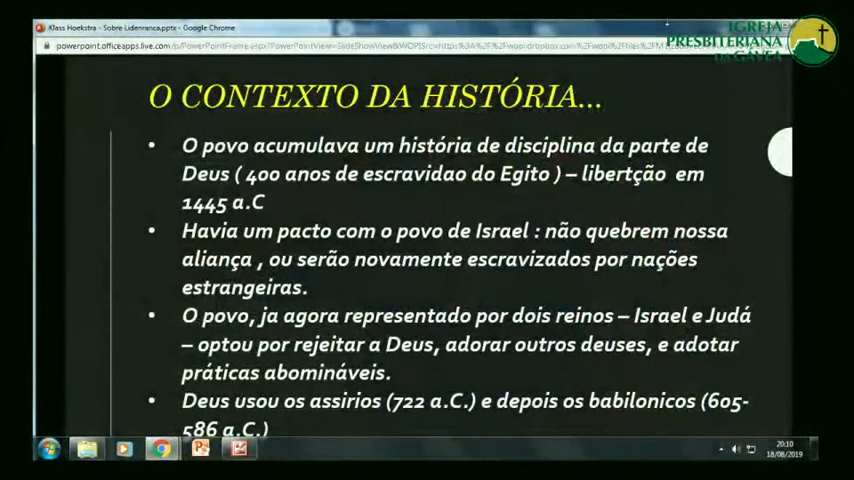 Klass Hoekstra - Sobre Lidenranca.pptx - Google Chrome
IGREJA
PRESBITERIANA
DA GÁVEA
O CONTEXTO DA HISTÓRIA...
• O povo acumulava um história de disciplina da parte de
Deus ( 400 anos de escravidao do Egito ) – libertção em
1445 a.C
• Havia um pacto com o povo de Israel : não quebrem nossa
aliança , ou serão novamente escravizados por nações
estrangeiras.
• O povo, ja agora representado por dois reinos – Israel e Judá
– optou por rejeitar a Deus, adorar outros deuses, e adotar
práticas abomináveis.
• Deus usou os assirios (722 a.C.) e depois os babilonicos (605-
586 a.C.)
20:10
18/08/2019